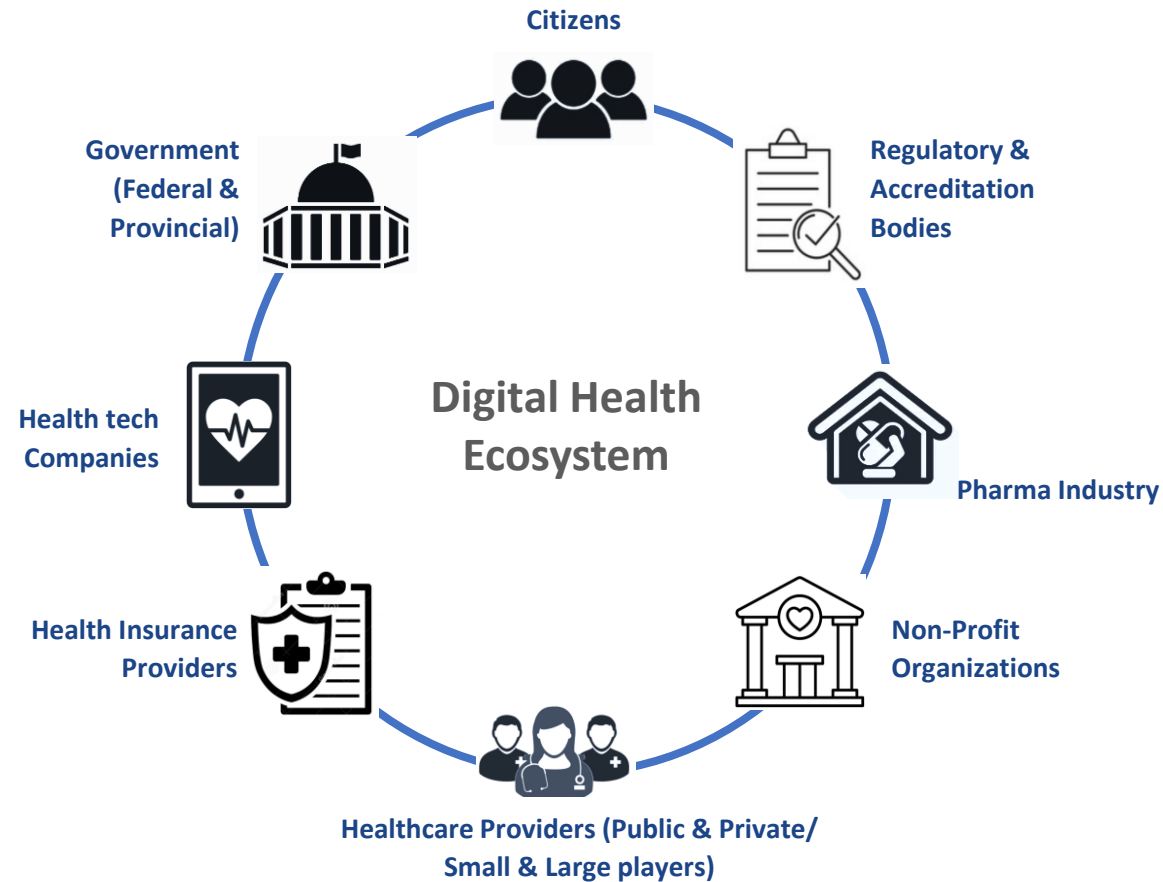 Citizens
Government
(Federal &
Provincial)
Regulatory &
Accreditation
Bodies
Digital Health
Ecosystem
Health tech
Companies
Pharma Industry
Health Insurance
Providers
Non-Profit
Organizations
Healthcare Providers (Public & Private/
Small & Large players)